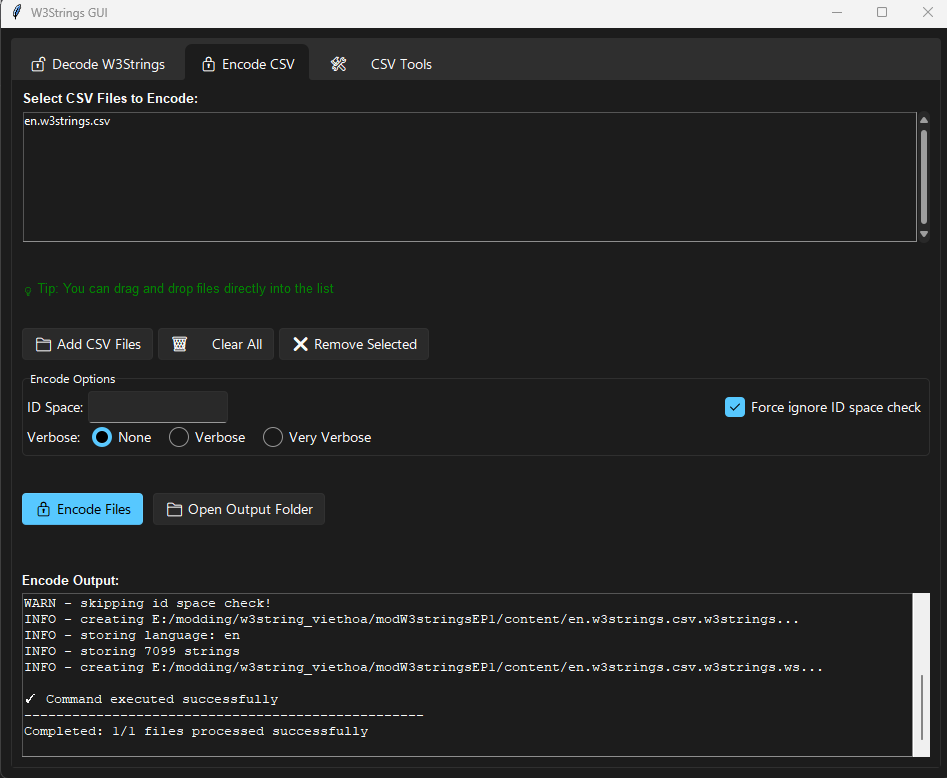 W3Strings GUI
Decode W3Strings
Encode CSV
CSV Tools
Select CSV Files to Encode:
en.w3strings.csv
Tip: You can drag and drop files directly into the list
Add CSV Files
Clear All
Remove Selected
Encode Options
ID Space:
Force ignore ID space check
Verbose: None Verbose Very Verbose
Encode Files
Open Output Folder
Encode Output:
WARN - skipping id space check!
INFO - creating E:/modding/w3string_viethoa/modW3stringsEP1/content/en.w3strings.csv.w3strings...
INFO - storing language: en
INFO - storing 7099 strings
INFO - creating E:/modding/w3string_viethoa/modW3stringsEP1/content/en.w3strings.csv.w3strings.ws...
✓ Command executed successfully
--------------------------------------------------
Completed: 1/1 files processed successfully